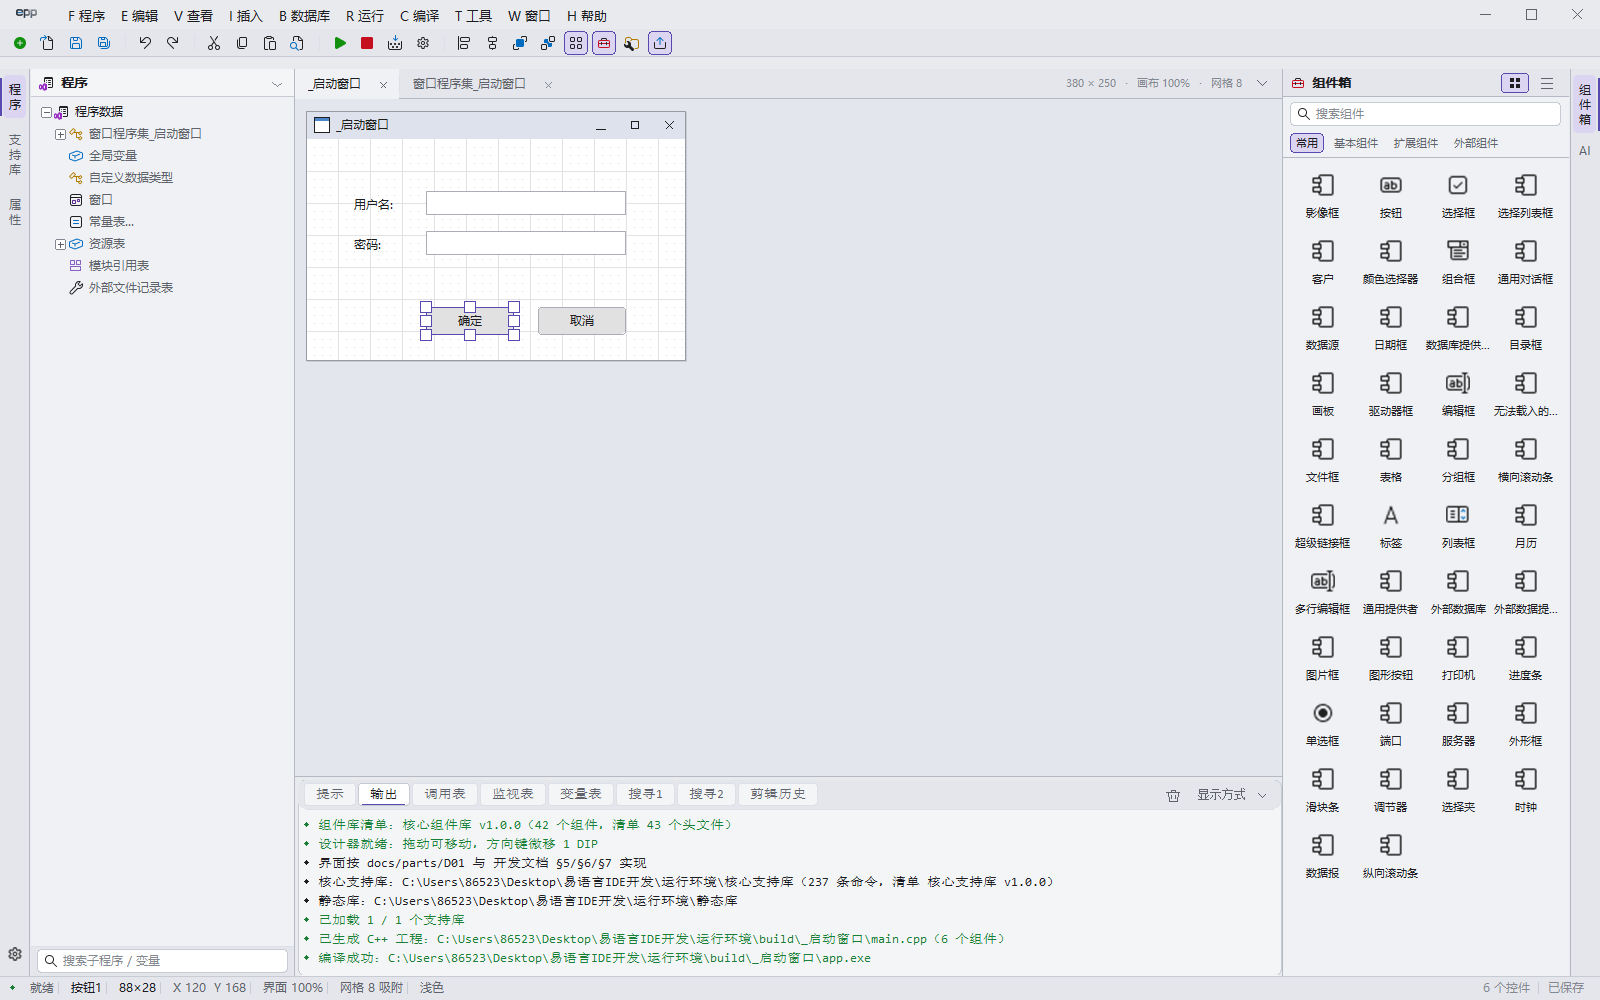 epp F 程序 E 编辑 V 查看 I 插入 B 数据库 R 运行 C 编译 T 工具 W 窗口 H 帮助
程序
支持库
属性
程序
程序数据
窗口程序集_启动窗口
全局变量
自定义数据类型
窗口
常量表...
资源表
模块引用表
外部文件记录表
搜索子程序 / 变量
_启动窗口 窗口程序集_启动窗口 380 × 250 · 画布 100% · 网格 8
_启动窗口
用户名:
密码:
确定 取消
提示 输出 调用表 监视表 变量表 搜寻1 搜寻2 剪辑历史 显示方式
组件库清单: 核心组件库 v1.0.0 (42 个组件, 清单 43 个头文件)
设计器就绪: 拖动可移动, 方向键微移 1 DIP
界面按 docs/parts/D01 与 开发文档 §5/§6/§7 实现
核心支持库: C:\Users\86523\Desktop\易语言IDE开发\运行环境\核心支持库 (237 条命令, 清单 核心支持库 v1.0.0)
静态库: C:\Users\86523\Desktop\易语言IDE开发\运行环境\静态库
已加载 1 / 1 个支持库
已生成 C++ 工程: C:\Users\86523\Desktop\易语言IDE开发\运行环境\build\_启动窗口\main.cpp (6 个组件)
编译成功: C:\Users\86523\Desktop\易语言IDE开发\运行环境\build\_启动窗口\app.exe
组件箱
搜索组件
常用 基本组件 扩展组件 外部组件
影像框 按钮 选择框 选择列表框
客户 颜色选择器 组合框 通用对话框
数据源 日期框 数据库提供... 目录框
画板 驱动器框 编辑框 无法载入的...
文件框 表格 分组框 横向滚动条
超级链接框 标签 列表框 月历
多行编辑框 通用提供者 外部数据库 外部数据提...
图片框 图形按钮 打印机 进度条
单选框 端口 服务器 外形框
滑块条 调节器 选择夹 时钟
数据报 纵向滚动条
组件箱
AI
就绪 按钮1 88×28 X 120 Y 168 界面 100% 网格 8 吸附 浅色 6 个控件 已保存